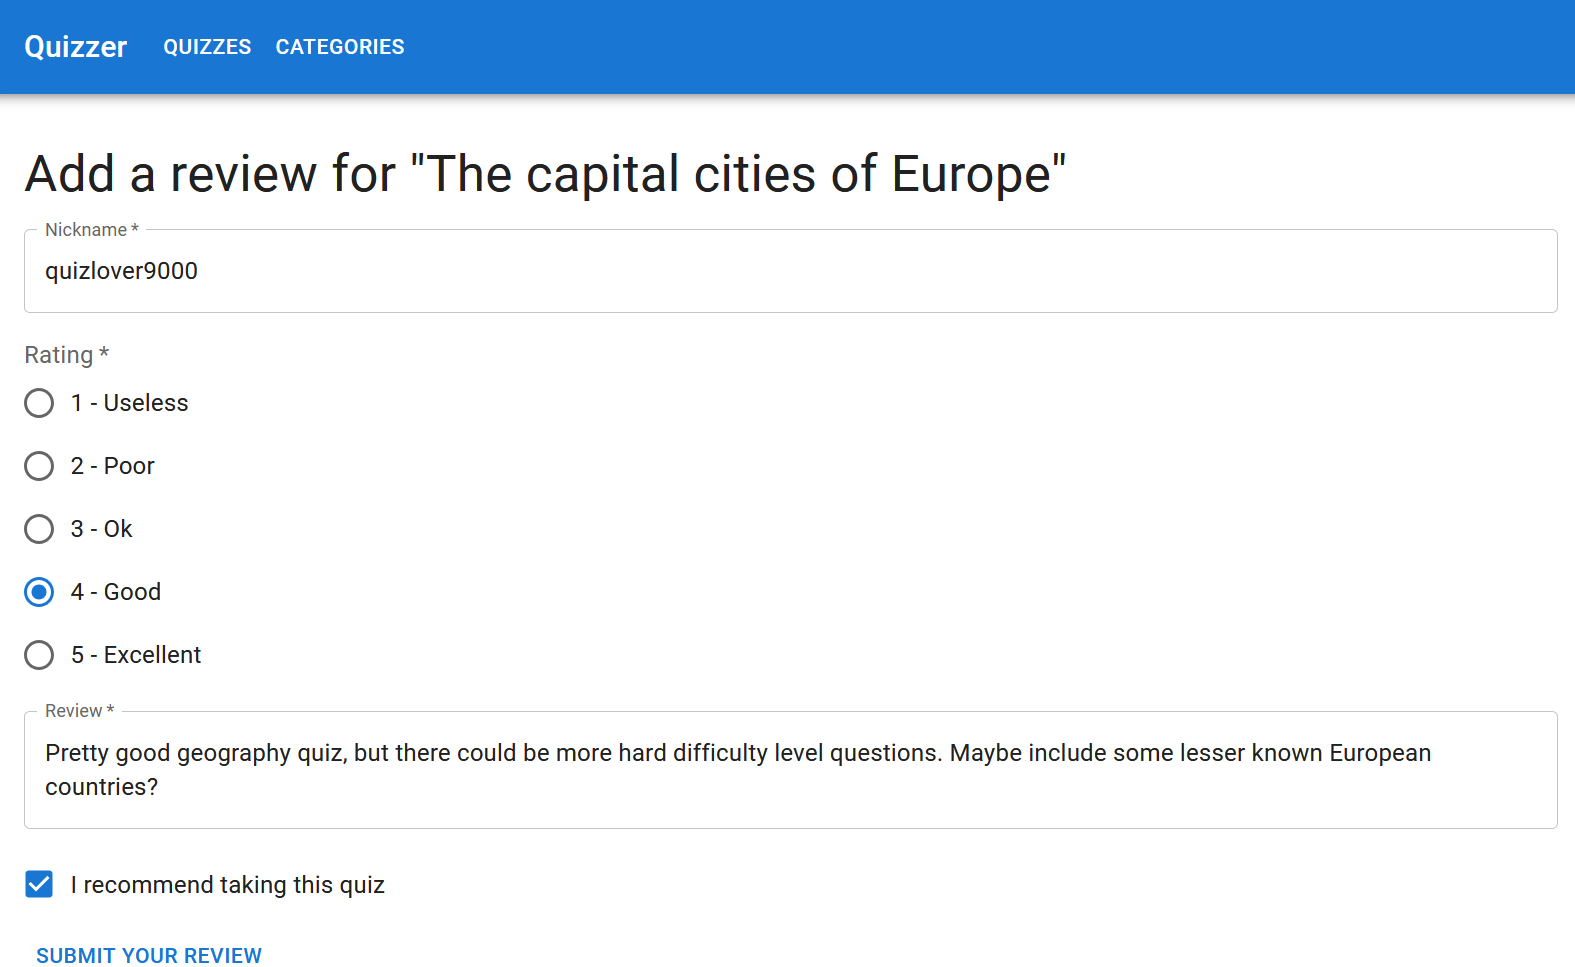 Quizzer QUIZZES CATEGORIES
Add a review for "The capital cities of Europe"
Nickname *
quizlover9000
Rating *
1 - Useless
2 - Poor
3 - Ok
4 - Good
5 - Excellent
Review *
Pretty good geography quiz, but there could be more hard difficulty level questions. Maybe include some lesser known European
countries?
I recommend taking this quiz
SUBMIT YOUR REVIEW